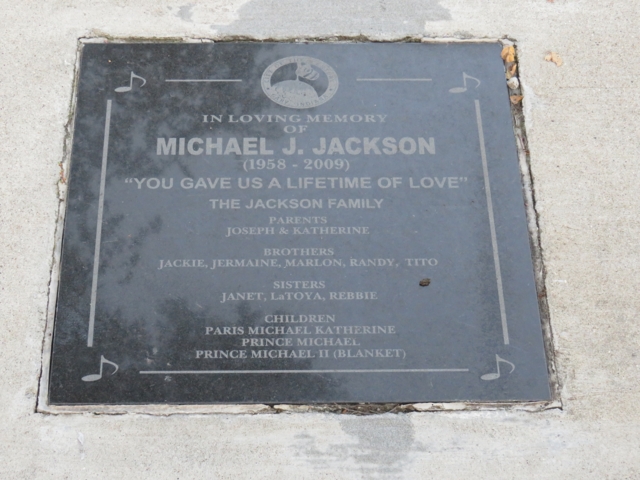 IN LOVING MEMORY
OF
MICHAEL J. JACKSON
(1958 - 2009)
"YOU GAVE US A LIFETIME OF LOVE"
THE JACKSON FAMILY
PARENTS
JOSEPH & KATHERINE
BROTHERS
JACKIE, JERMAINE, MARLON, RANDY, TITO
SISTERS
JANET, LaTOYA, REBBIE
CHILDREN
PARIS MICHAEL KATHERINE
PRINCE MICHAEL
PRINCE MICHAEL II (BLANKET)